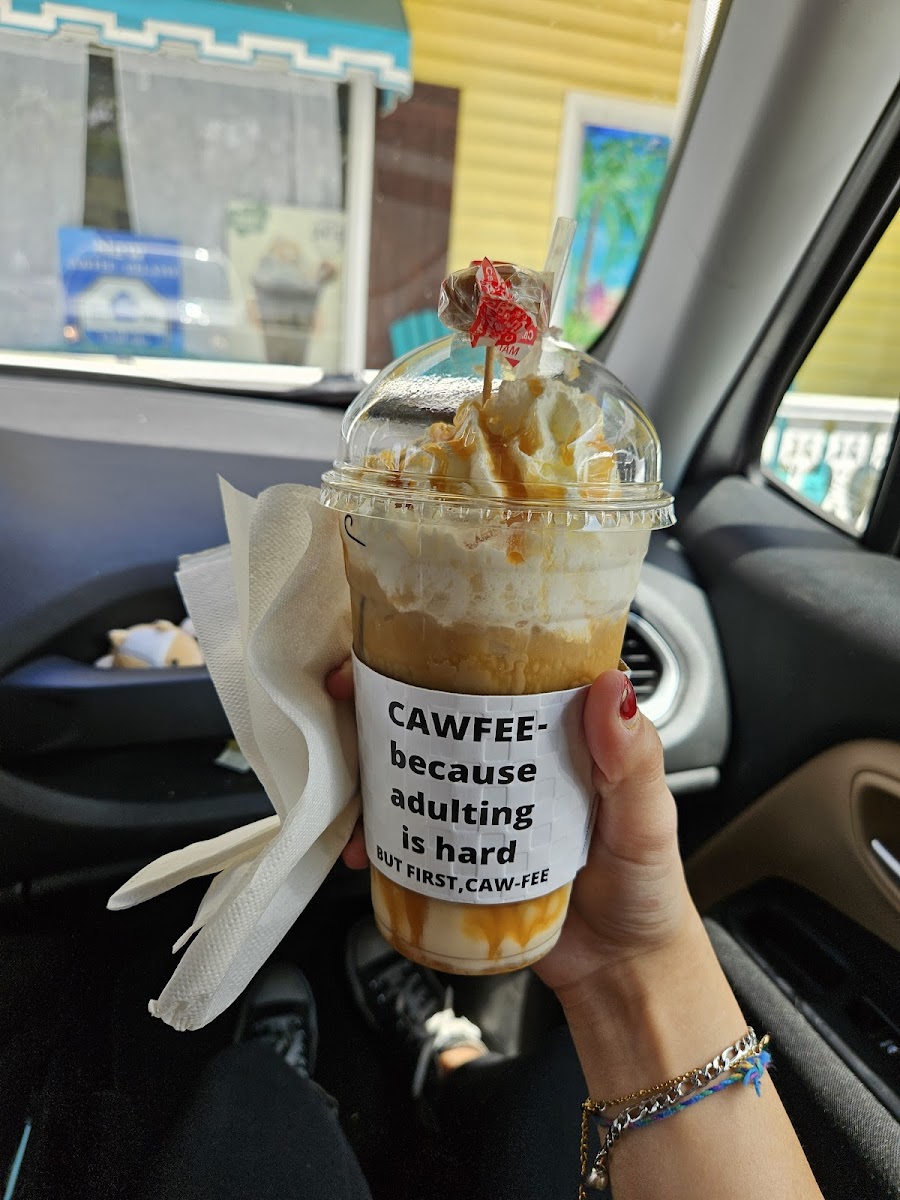 CAWFEE-
because
adulting
is hard
BUT FIRST,CAW-FEE